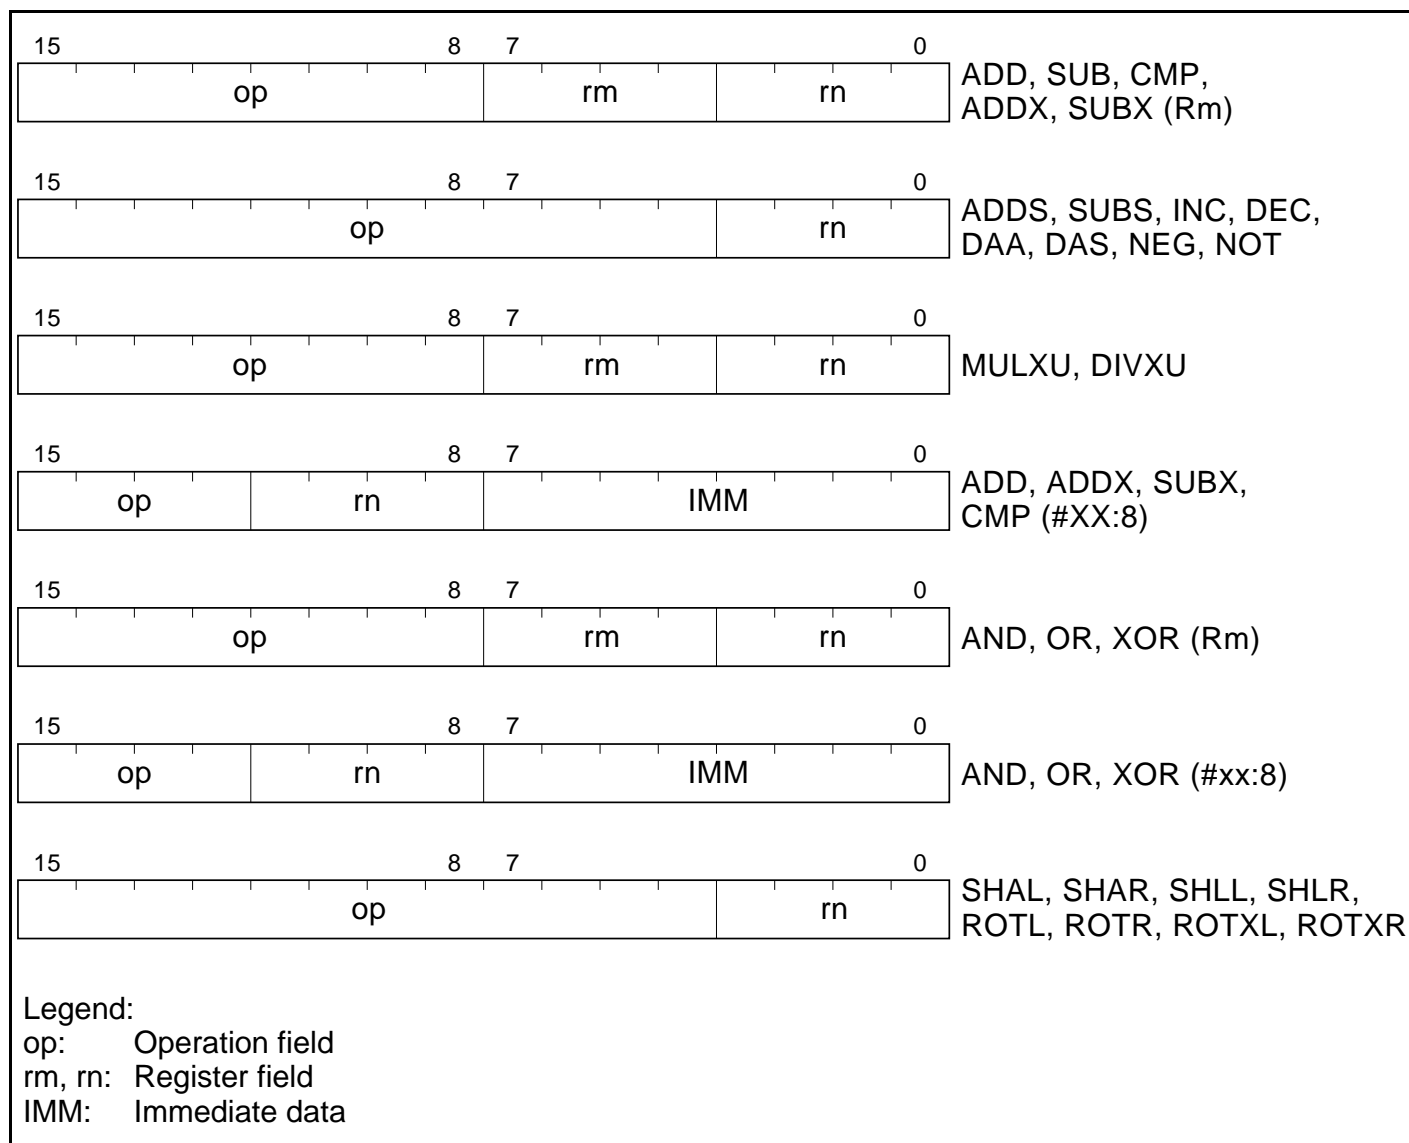 15 8 7 0
op rm rn
ADD, SUB, CMP,
ADDX, SUBX (Rm)
15 8 7 0
op rn
ADDS, SUBS, INC, DEC,
DAA, DAS, NEG, NOT
15 8 7 0
op rm rn
MULXU, DIVXU
15 8 7 0
op rn IMM
ADD, ADDX, SUBX,
CMP (#XX:8)
15 8 7 0
op rm rn
AND, OR, XOR (Rm)
15 8 7 0
op rn IMM
AND, OR, XOR (#xx:8)
15 8 7 0
op rn
SHAL, SHAR, SHLL, SHLR,
ROTL, ROTR, ROTXL, ROTXR
Legend:
op: Operation field
rm, rn: Register field
IMM: Immediate data